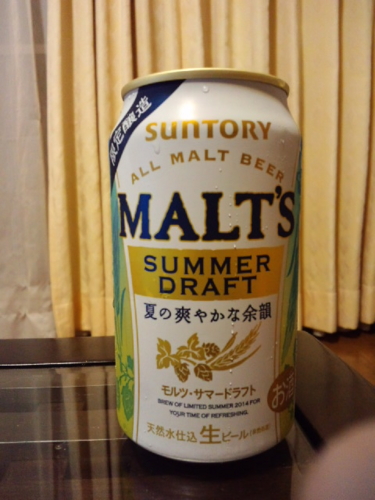 限定醸造
SUNTORY
ALL MALT BEER
MALT'S
SUMMER
DRAFT
夏の爽やかな余韻
モルツ・サマードラフト
BREW OF LIMITED SUMMER 2014 FOR
YOUR TIME OF REFRESHING.
お酒
天然水仕込 生ビール